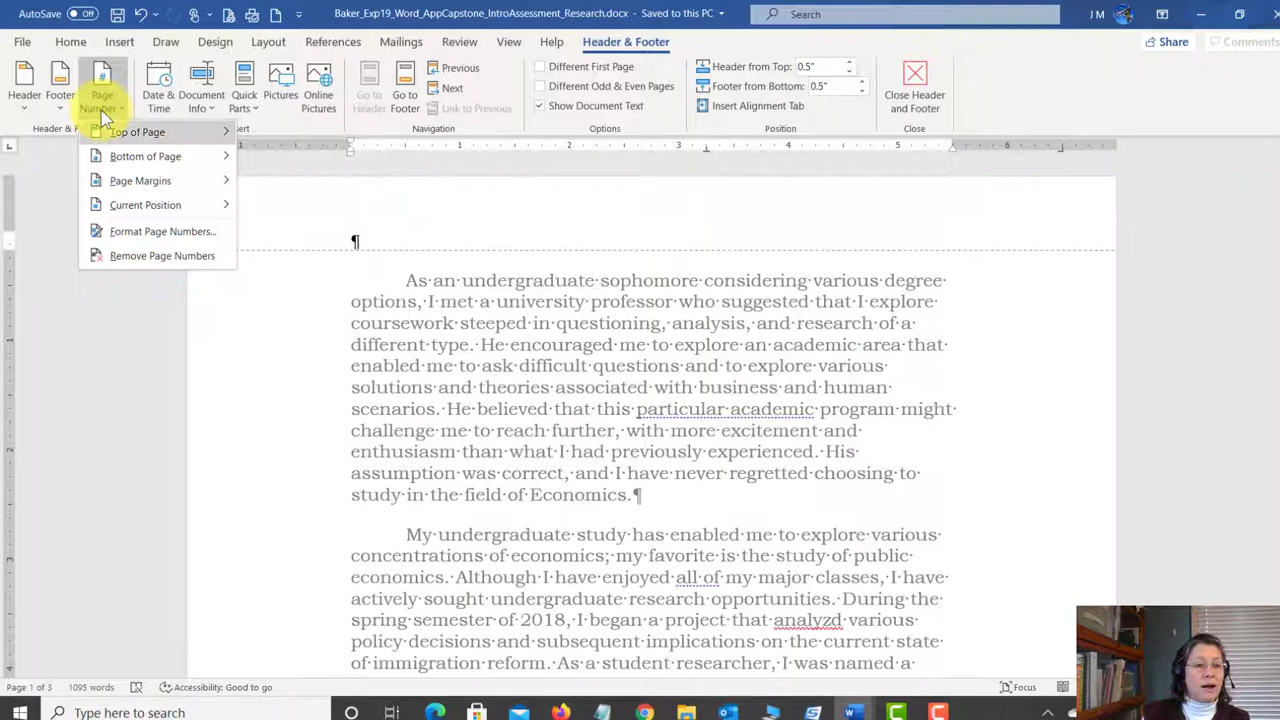 AutoSave Off Baker_Exp19_Word_AppCapstone_IntroAssessment_Research.docx - Saved to this PC Search J M
File Home Insert Draw Design Layout References Mailings Review View Help Header & Footer Share Comments
Header Footer Page Number Date & Time Document Info Quick Parts Pictures Online Pictures Go to Header Go to Footer Previous Next Link to Previous
Different First Page
Different Odd & Even Pages
Show Document Text
Header from Top: 0.5"
Footer from Bottom: 0.5"
Insert Alignment Tab
Close Header and Footer
Header & F Navigation Options Position Close
Top of Page
Bottom of Page
Page Margins
Current Position
Format Page Numbers...
Remove Page Numbers
1 1 2 3 4 5 6
¶
As·an·undergraduate·sophomore·considering·various·degree·
options,·I·met·a·university·professor·who·suggested·that·I·explore·
coursework·steeped·in·questioning,·analysis,·and·research·of·a·
different·type.·He·encouraged·me·to·explore·an·academic·area·that·
enabled·me·to·ask·difficult·questions·and·to·explore·various·
solutions·and·theories·associated·with·business·and·human·
scenarios.·He·believed·that·this·particular·academic·program·might·
challenge·me·to·reach·further,·with·more·excitement·and·
enthusiasm·than·what·I·had·previously·experienced.·His·
assumption·was·correct,·and·I·have·never·regretted·choosing·to·
study·in·the·field·of·Economics.¶
My·undergraduate·study·has·enabled·me·to·explore·various·
concentrations·of·economics;·my·favorite·is·the·study·of·public·
economics.·Although·I·have·enjoyed·all·of·my·major·classes,·I·have·
actively·sought·undergraduate·research·opportunities.·During·the·
spring·semester·of·2018,·I·began·a·project·that·analyzd·various·
policy·decisions·and·subsequent·implications·on·the·current·state·
of·immigration·reform.·As·a·student·researcher,·I·was·named·a·
1
2
3
4
Page 1 of 3 1095 words Accessibility: Good to go Focus
Type here to search